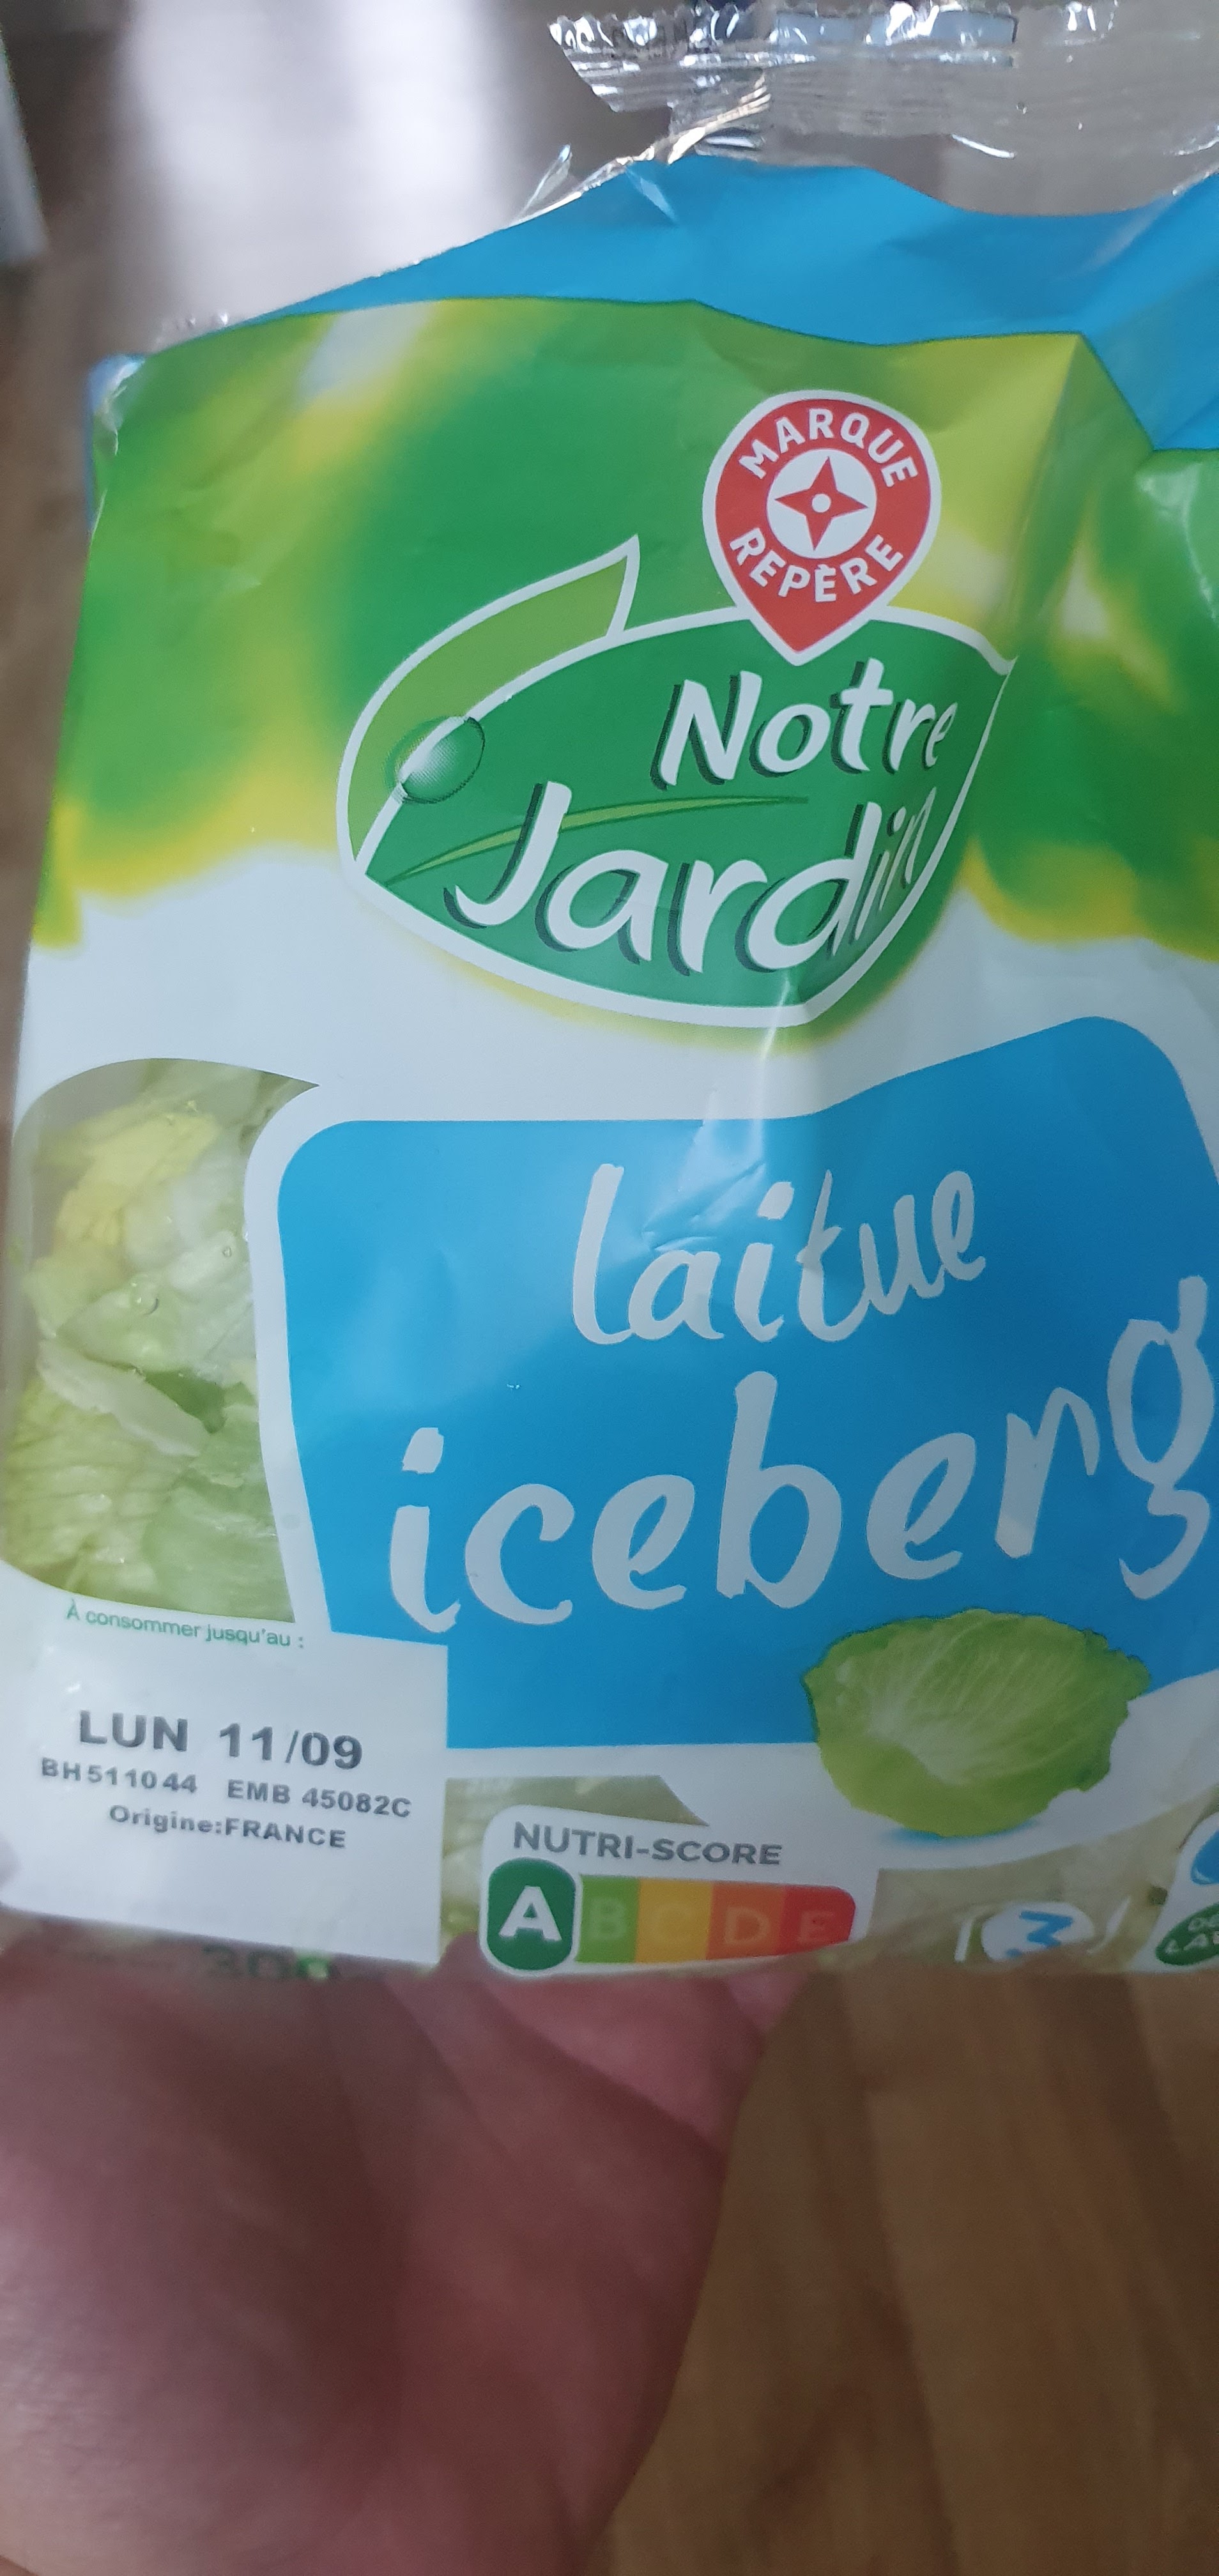 MARQUE
REPÈRE
Notre
Jardin
laitue
iceberg
À consommer jusqu'au :
LUN 11/09
BH511044 EMB 45082C
Origine:FRANCE
NUTRI-SCORE
A B C D E
3